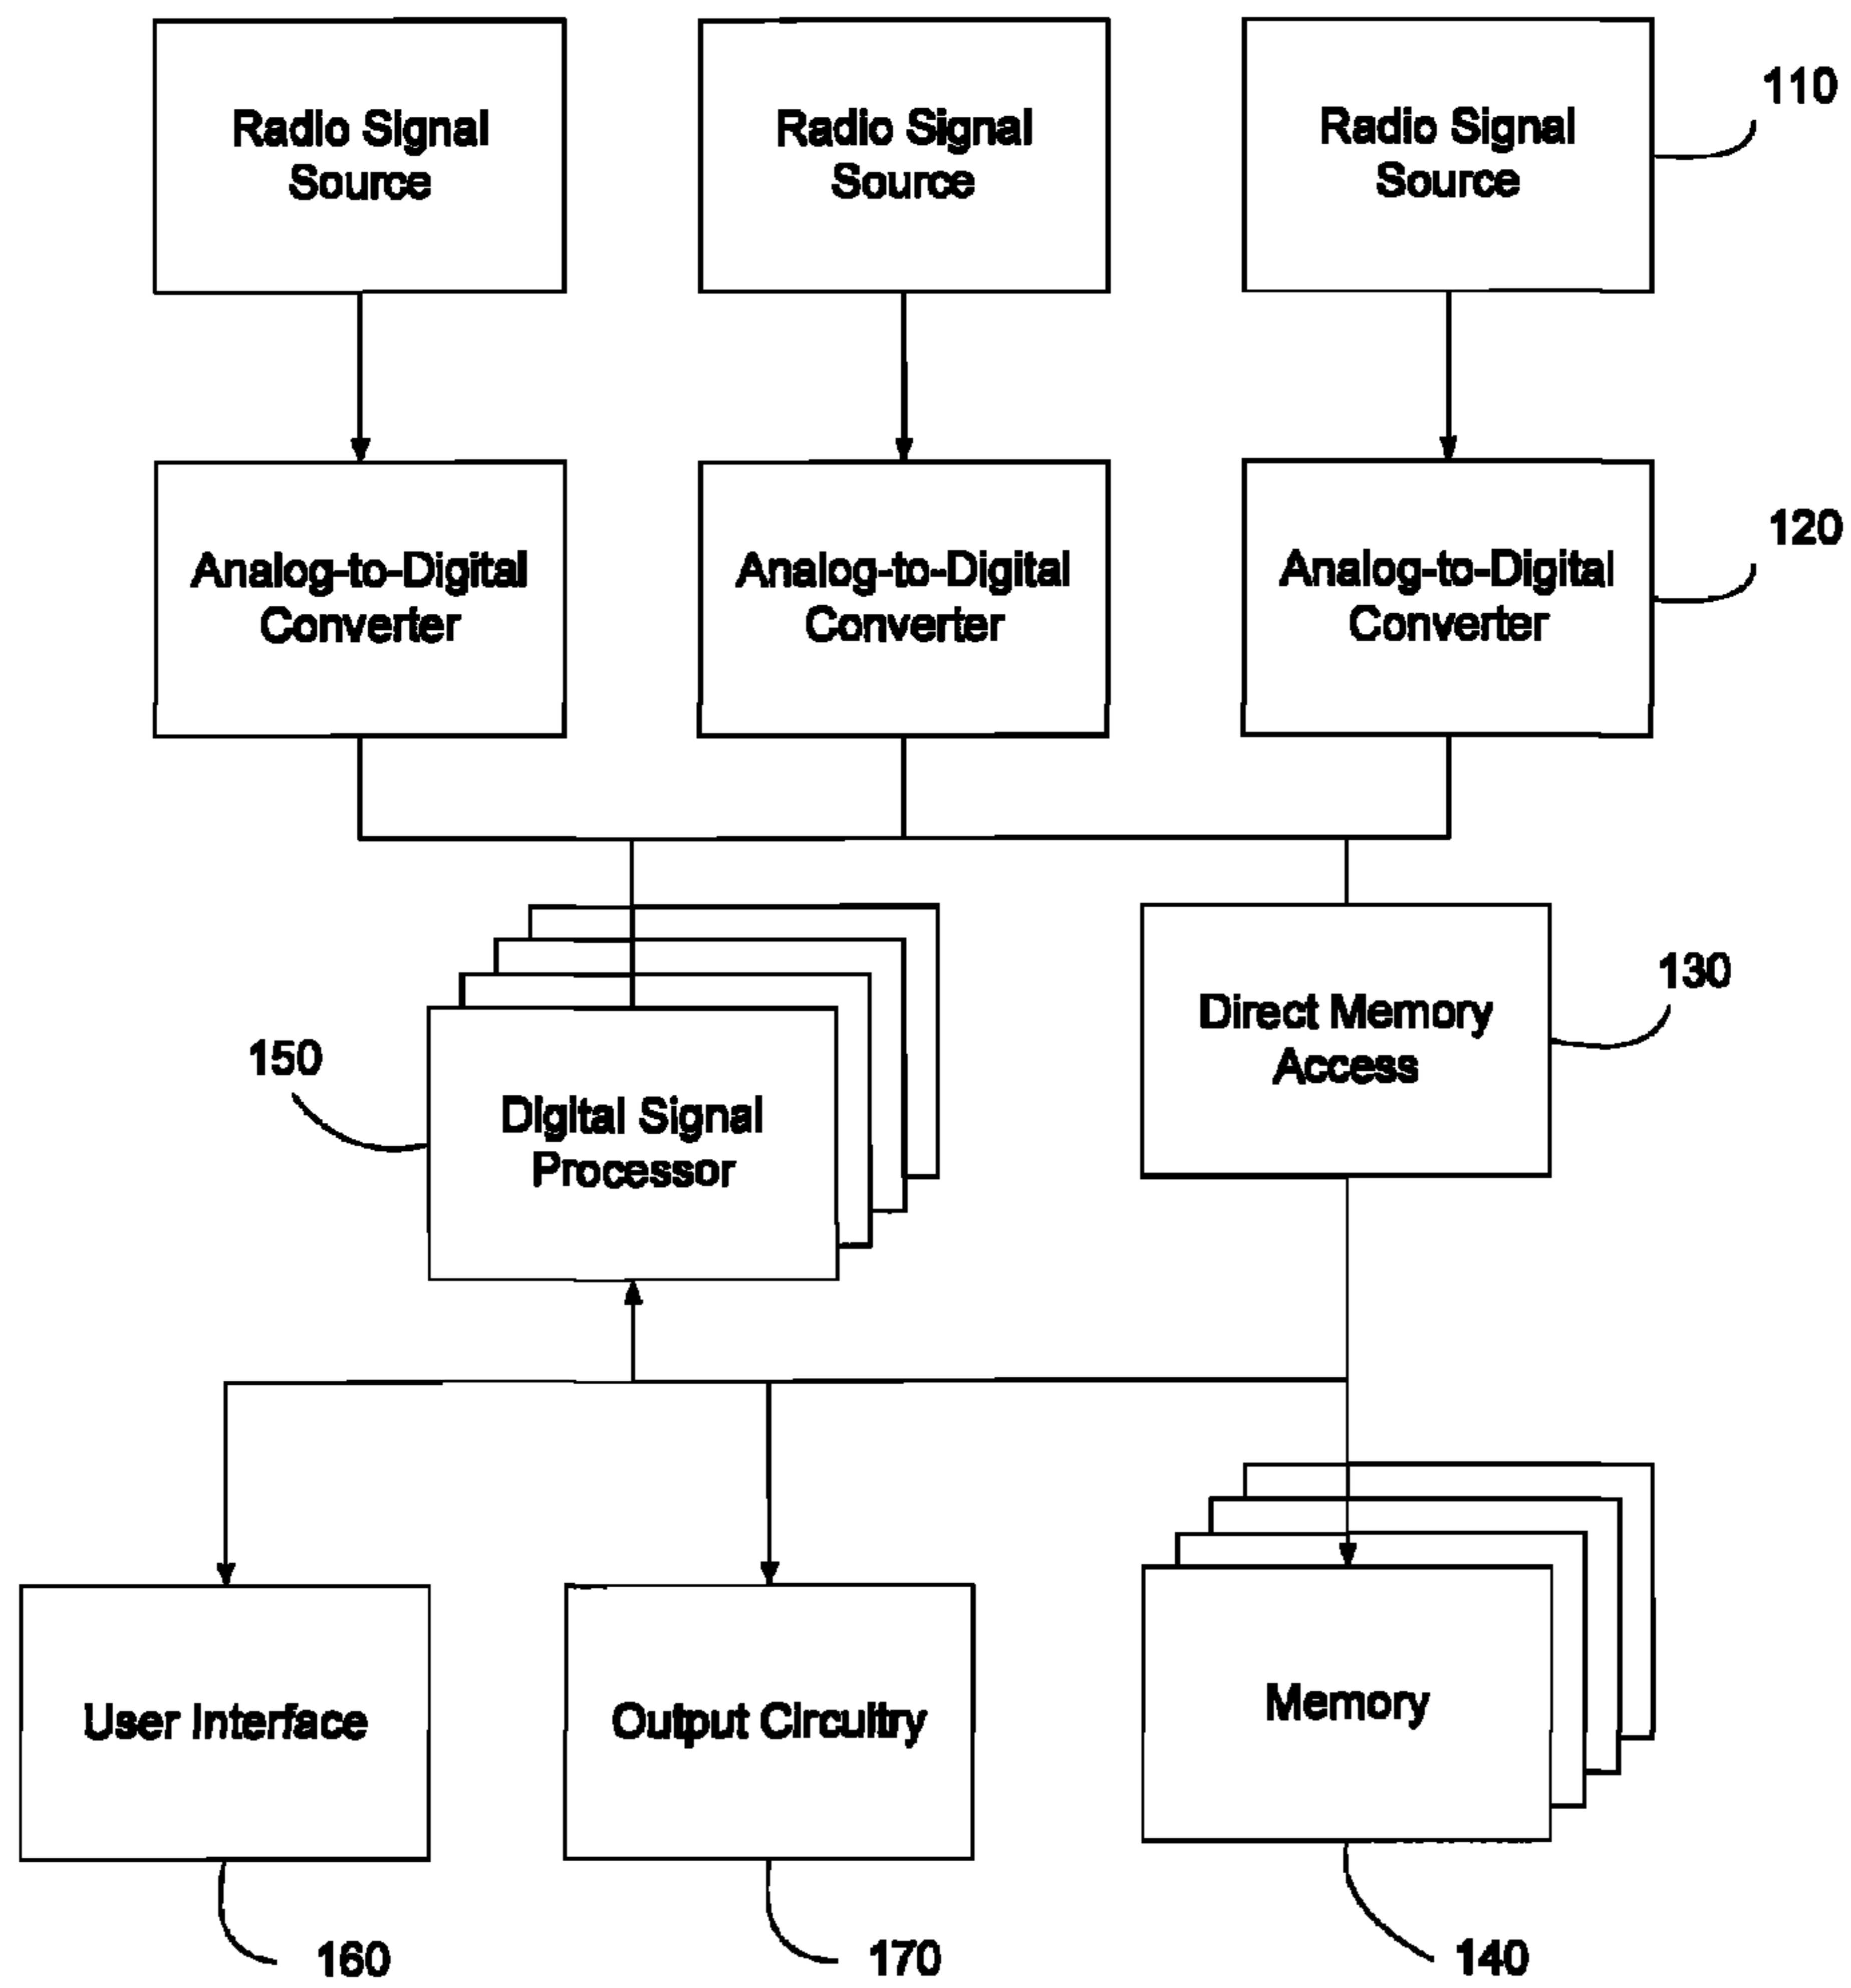 Radio Signal
Source
Radio Signal
Source
Radio Signal
Source
110
Analog-to-Digital
Converter
Analog-to-Digital
Converter
Analog-to-Digital
Converter
120
Direct Memory
Access
130
150
Digital Signal
Processor
User Interface
Output Circuitry
Memory
160
170
140